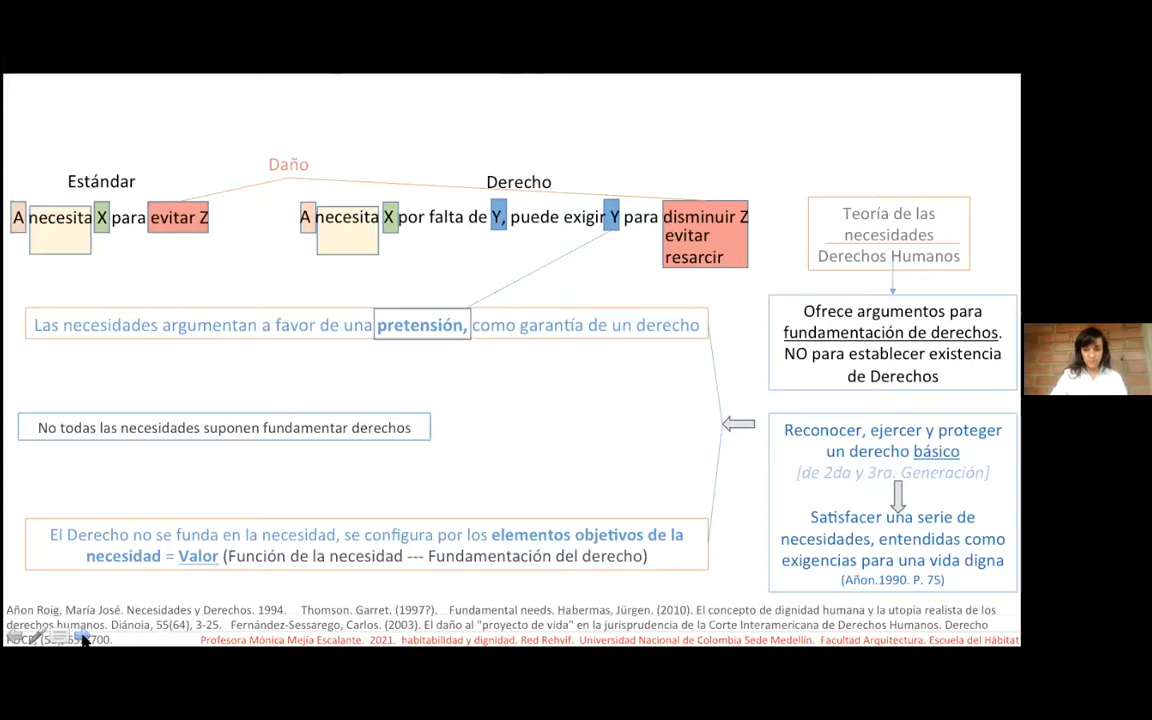 Daño
Estándar
Derecho
A necesita X para evitar Z
A necesita X por falta de Y, puede exigir Y para disminuir Z
evitar
resarcir
Teoría de las
necesidades
Derechos Humanos
Las necesidades argumentan a favor de una pretensión, como garantía de un derecho
Ofrece argumentos para
fundamentación de derechos.
NO para establecer existencia
de Derechos
No todas las necesidades suponen fundamentar derechos
Reconocer, ejercer y proteger
un derecho básico
[de 2da y 3ra. Generación]
Satisfacer una serie de
necesidades, entendidas como
exigencias para una vida digna
(Añon.1990. P. 75)
El Derecho no se funda en la necesidad, se configura por los elementos objetivos de la
necesidad = Valor (Función de la necesidad --- Fundamentación del derecho)
Añon Roig, María José. Necesidades y Derechos. 1994. Thomson. Garret. (1997?). Fundamental needs. Habermas, Jürgen. (2010). El concepto de dignidad humana y la utopía realista de los
derechos humanos. Diánoia, 55(64), 3-25. Fernández-Sessarego, Carlos. (2003). El daño al "proyecto de vida" en la jurisprudencia de la Corte Interamericana de Derechos Humanos. Derecho
700.
Profesora Mónica Mejía Escalante. 2021. habitabilidad y dignidad. Red Rehvif. Universidad Nacional de Colombia Sede Medellín. Facultad Arquitectura. Escuela del Hábitat